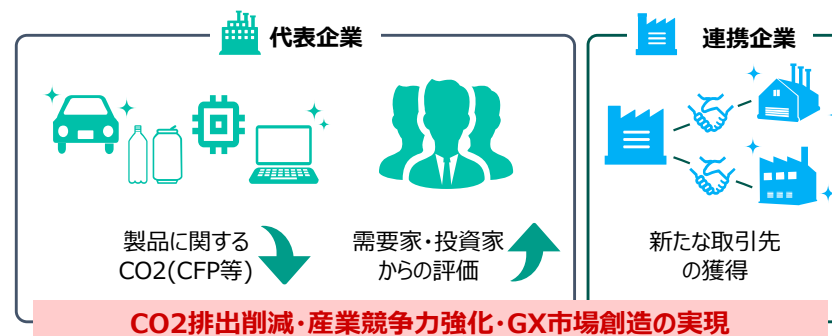 代表企業
製品に関する
CO2(CFP等)
需要家・投資家
からの評価
連携企業
新たな取引先
の獲得
CO2排出削減・産業競争力強化・GX市場創造の実現